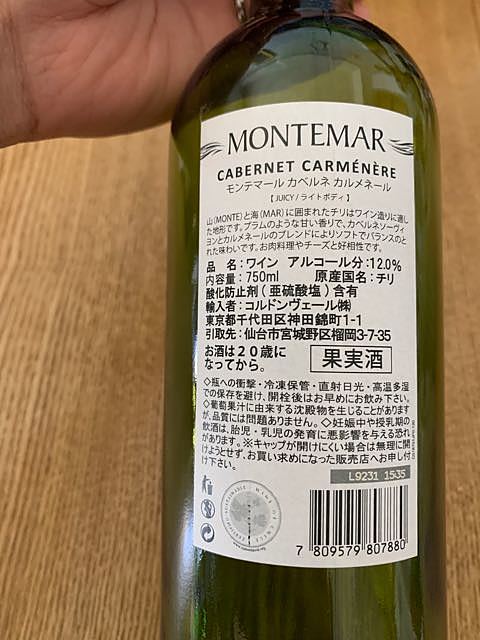 MONTEMAR
CABERNET CARMÉNÈRE
モンテマール カベルネ カルメネール
【 JUICY / ライトボディ 】
山(MONTE)と海(MAR)に囲まれたチリはワイン造りに適し
た地形です。プラムのような甘い香りで、カベルネソーヴィ
ヨンとカルメネールのブレンドによりソフトでバランスのと
れた味わいです。お肉料理やチーズと好相性です。
品 名:ワイン アルコール分:12.0%
内容量:750ml 原産国名:チリ
酸化防止剤(亜硫酸塩)含有
輸入者:コルドンヴェール㈱
東京都千代田区神田錦町1-1
引取先:仙台市宮城野区榴岡3-7-35
お酒は20歳に
なってから。
果実酒
◇瓶への衝撃・冷凍保管・直射日光・高温多湿
での保存を避け、開栓後はお早めにお飲み下さい。
◇葡萄果汁に由来する沈殿物を生じることがあります
が、品質には問題ありません。◇妊娠中や授乳期の
飲酒は、胎児・乳児の発育に悪影響を与える恐れ
があります。※キャップが開けにくい場合は無理に開
けようとせず、お買い求めになった販売店へお申し付
け下さい。
L9231 15:35
7 809579 807880